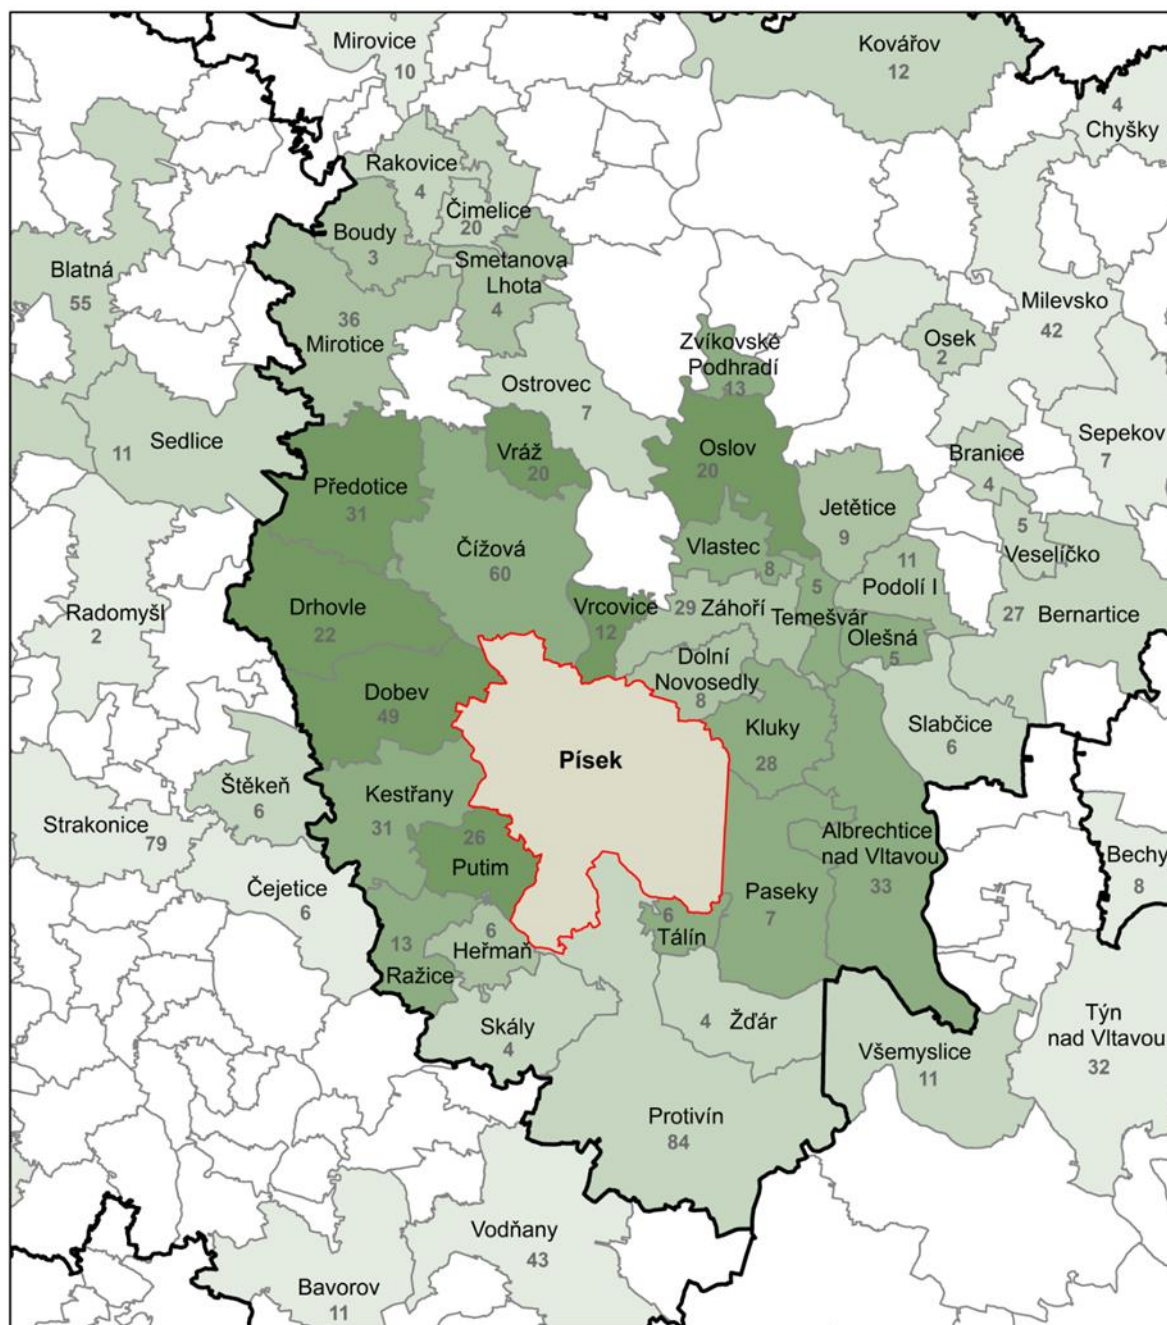 Mirovice
10
Kovářov
12
4
Chyšky
Rakovice
4
Čimelice
20
Boudy
3
Smetanova
Lhota
4
Blatná
55
36
Mirotice
Milevsko
42
Osek
2
Zvíkovské
Podhradí
13
Ostrovec
7
Sedlice
11
Sepekov
7
Branice
4
Vráž
20
Oslov
20
Předotice
31
Jetětice
9
Čížová
60
Vlastec
8
5
Veselíčko
11
Podolí I
5
Temešvár
27
Bernartice
Radomyšl
2
Drhovle
22
Vrcovice
12
29
Záhoří
Olešná
5
Dolní
Novosedly
8
Dobev
49
Kluky
28
Slabčice
6
Písek
Štěkeň
6
Kestřany
31
Strakonice
79
26
Putim
Albrechtice
nad Vltavou
33
Bechy
8
Čejetice
6
Paseky
7
6
Tálín
6
Heřmaň
13
Ražice
Skály
4
4
Žďár
Týn
nad Vltavou
32
Všemyslice
11
Protivín
84
Vodňany
43
Bavorov
11